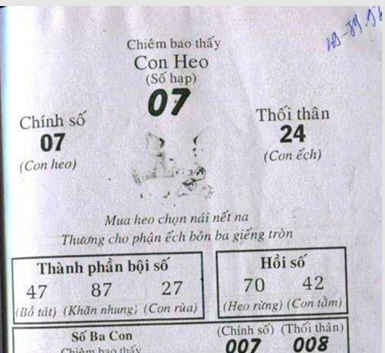 Chiêm bao thấy
Con Heo
(Số hạp)
07
Chính số
07
(Con heo)
Thối thân
24
(Con ếch)
Mua heo chọn nái nết na
Thương cho phận ếch bôn ba giếng tròn
Thành phần bội số
47 87 27
(Bồ tát) (Khăn nhung) (Con rùa)
Hồi số
70 42
(Heo rừng) (Con tằm)
Số Ba Con
Chiêm bao thấy
(Chính số) (Thối thân)
007 008